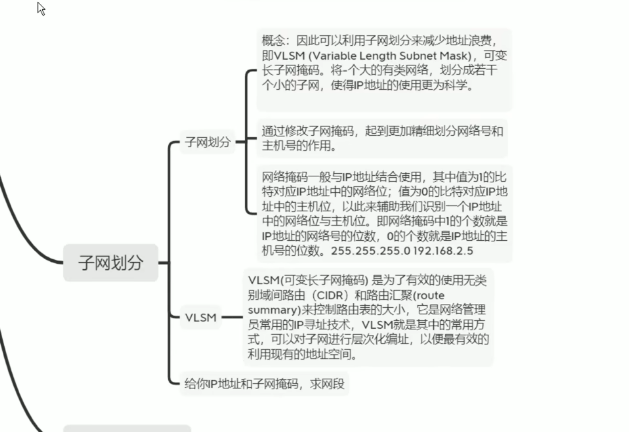 概念：因此可以利用子网划分来减少地址浪费，
即VLSM (Variable Length Subnet Mask)，可变
长子网掩码。将-个大的有类网络，划分成若干
个小的子网，使得IP地址的使用更为科学。
子网划分
通过修改子网掩码，起到更加精细划分网络号和
主机号的作用。
网络掩码一般与IP地址结合使用，其中值为1的比
特对应IP地址中的网络位；值为0的比特对应IP地
址中的主机位，以此来辅助我们识别一个IP地址
中的网络位与主机位。即网络掩码中1的个数就是
IP地址的网络号的位数，0的个数就是IP地址的主
机号的位数。255.255.255.0 192.168.2.5
子网划分
VLSM
VLSM(可变长子网掩码) 是为了有效的使用无类
别域间路由（CIDR）和路由汇聚(route
summary)来控制路由表的大小，它是网络管理
员常用的IP寻址技术，VLSM就是其中的常用方
式，可以对子网进行层次化编址，以便最有效的
利用现有的地址空间。
给你IP地址和子网掩码，求网段